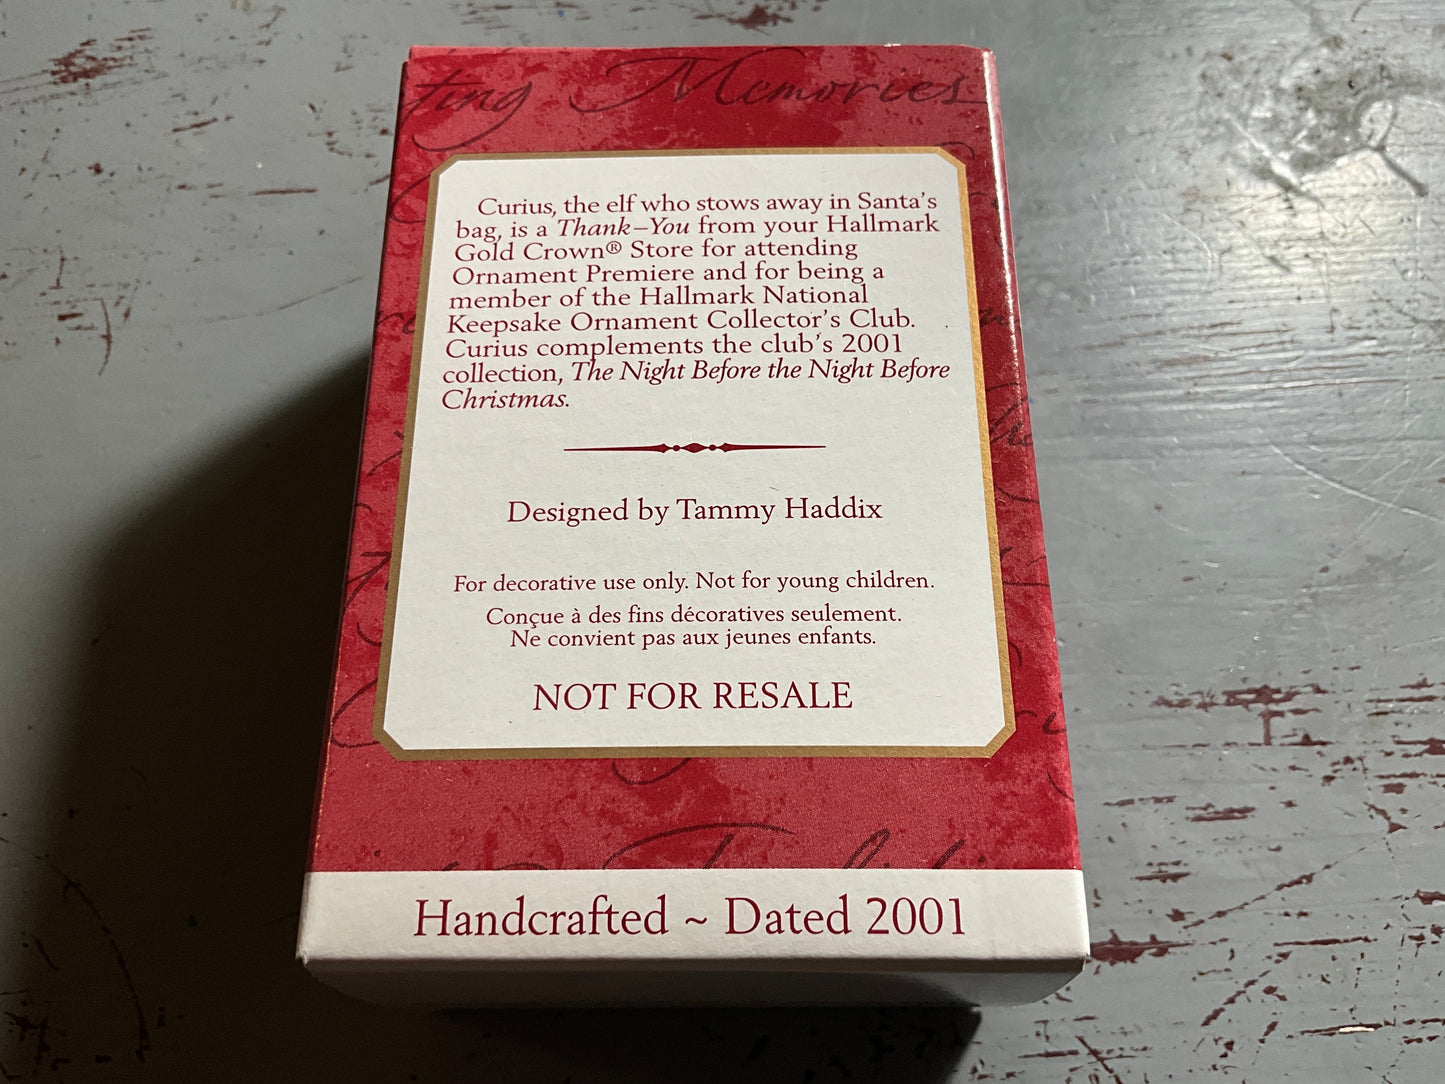 ting Memories
Curius, the elf who stows away in Santa's
bag, is a Thank–You from your Hallmark
Gold Crown® Store for attending
Ornament Premiere and for being a
member of the Hallmark National
Keepsake Ornament Collector's Club.
Curius complements the club's 2001
collection, The Night Before the Night Before
Christmas.
Designed by Tammy Haddix
For decorative use only. Not for young children.
Conçue à des fins décoratives seulement.
Ne convient pas aux jeunes enfants.
NOT FOR RESALE
Handcrafted ~ Dated 2001